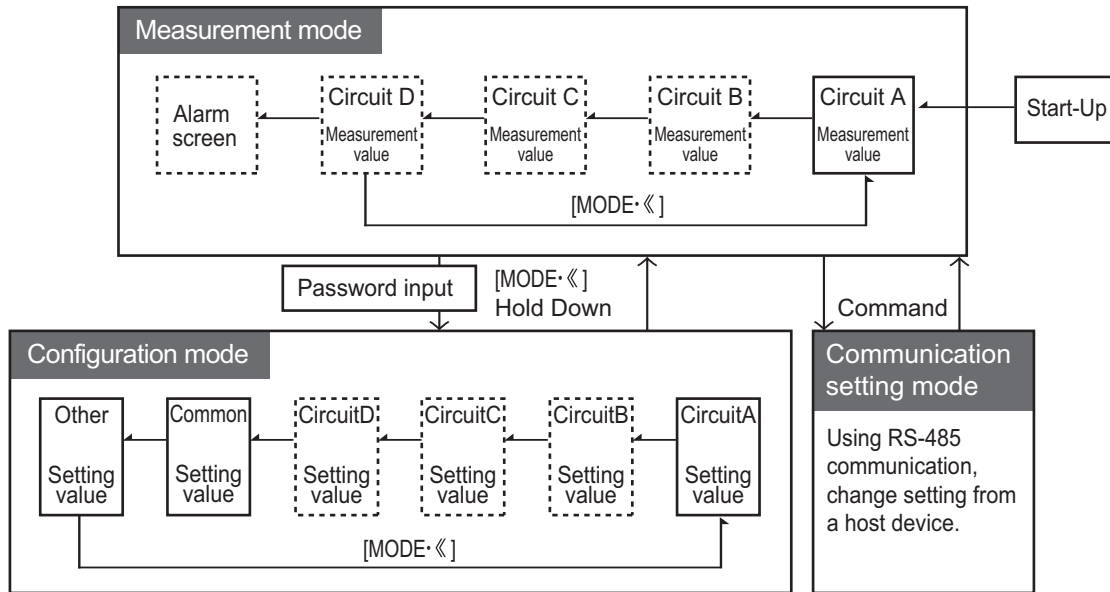 Measurement mode
Alarm
screen
Circuit D
Measurement
value
Circuit C
Measurement
value
Circuit B
Measurement
value
Circuit A
Measurement
value
Start-Up
[MODE·《 ]
Password input
[MODE·《 ]
Hold Down
Command
Configuration mode
Other
Setting
value
Common
Setting
value
CircuitD
Setting
value
CircuitC
Setting
value
CircuitB
Setting
value
CircuitA
Setting
value
[MODE·《 ]
Communication
setting mode
Using RS-485
communication,
change setting from
a host device.